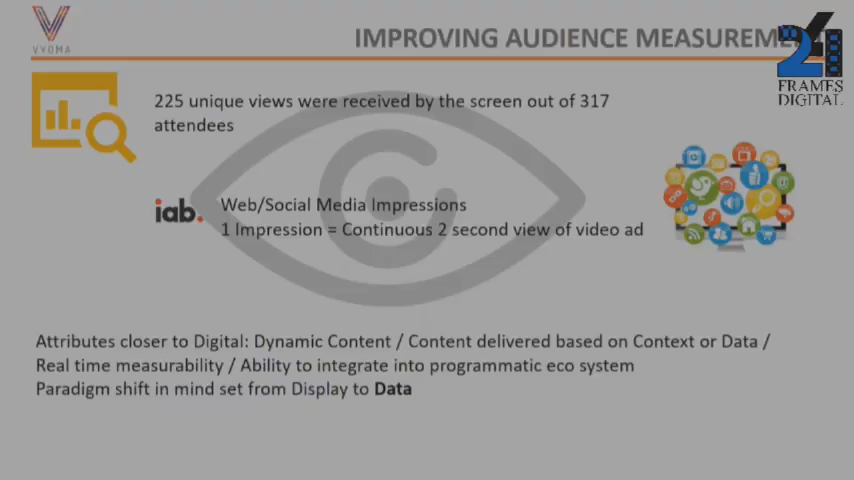 VYOMA
IMPROVING AUDIENCE MEASUREMENT
24
FRAMES
DIGITAL
225 unique views were received by the screen out of 317
attendees
iab.
Web/Social Media Impressions
1 Impression = Continuous 2 second view of video ad
Attributes closer to Digital: Dynamic Content / Content delivered based on Context or Data /
Real time measurability / Ability to integrate into programmatic eco system
Paradigm shift in mind set from Display to Data